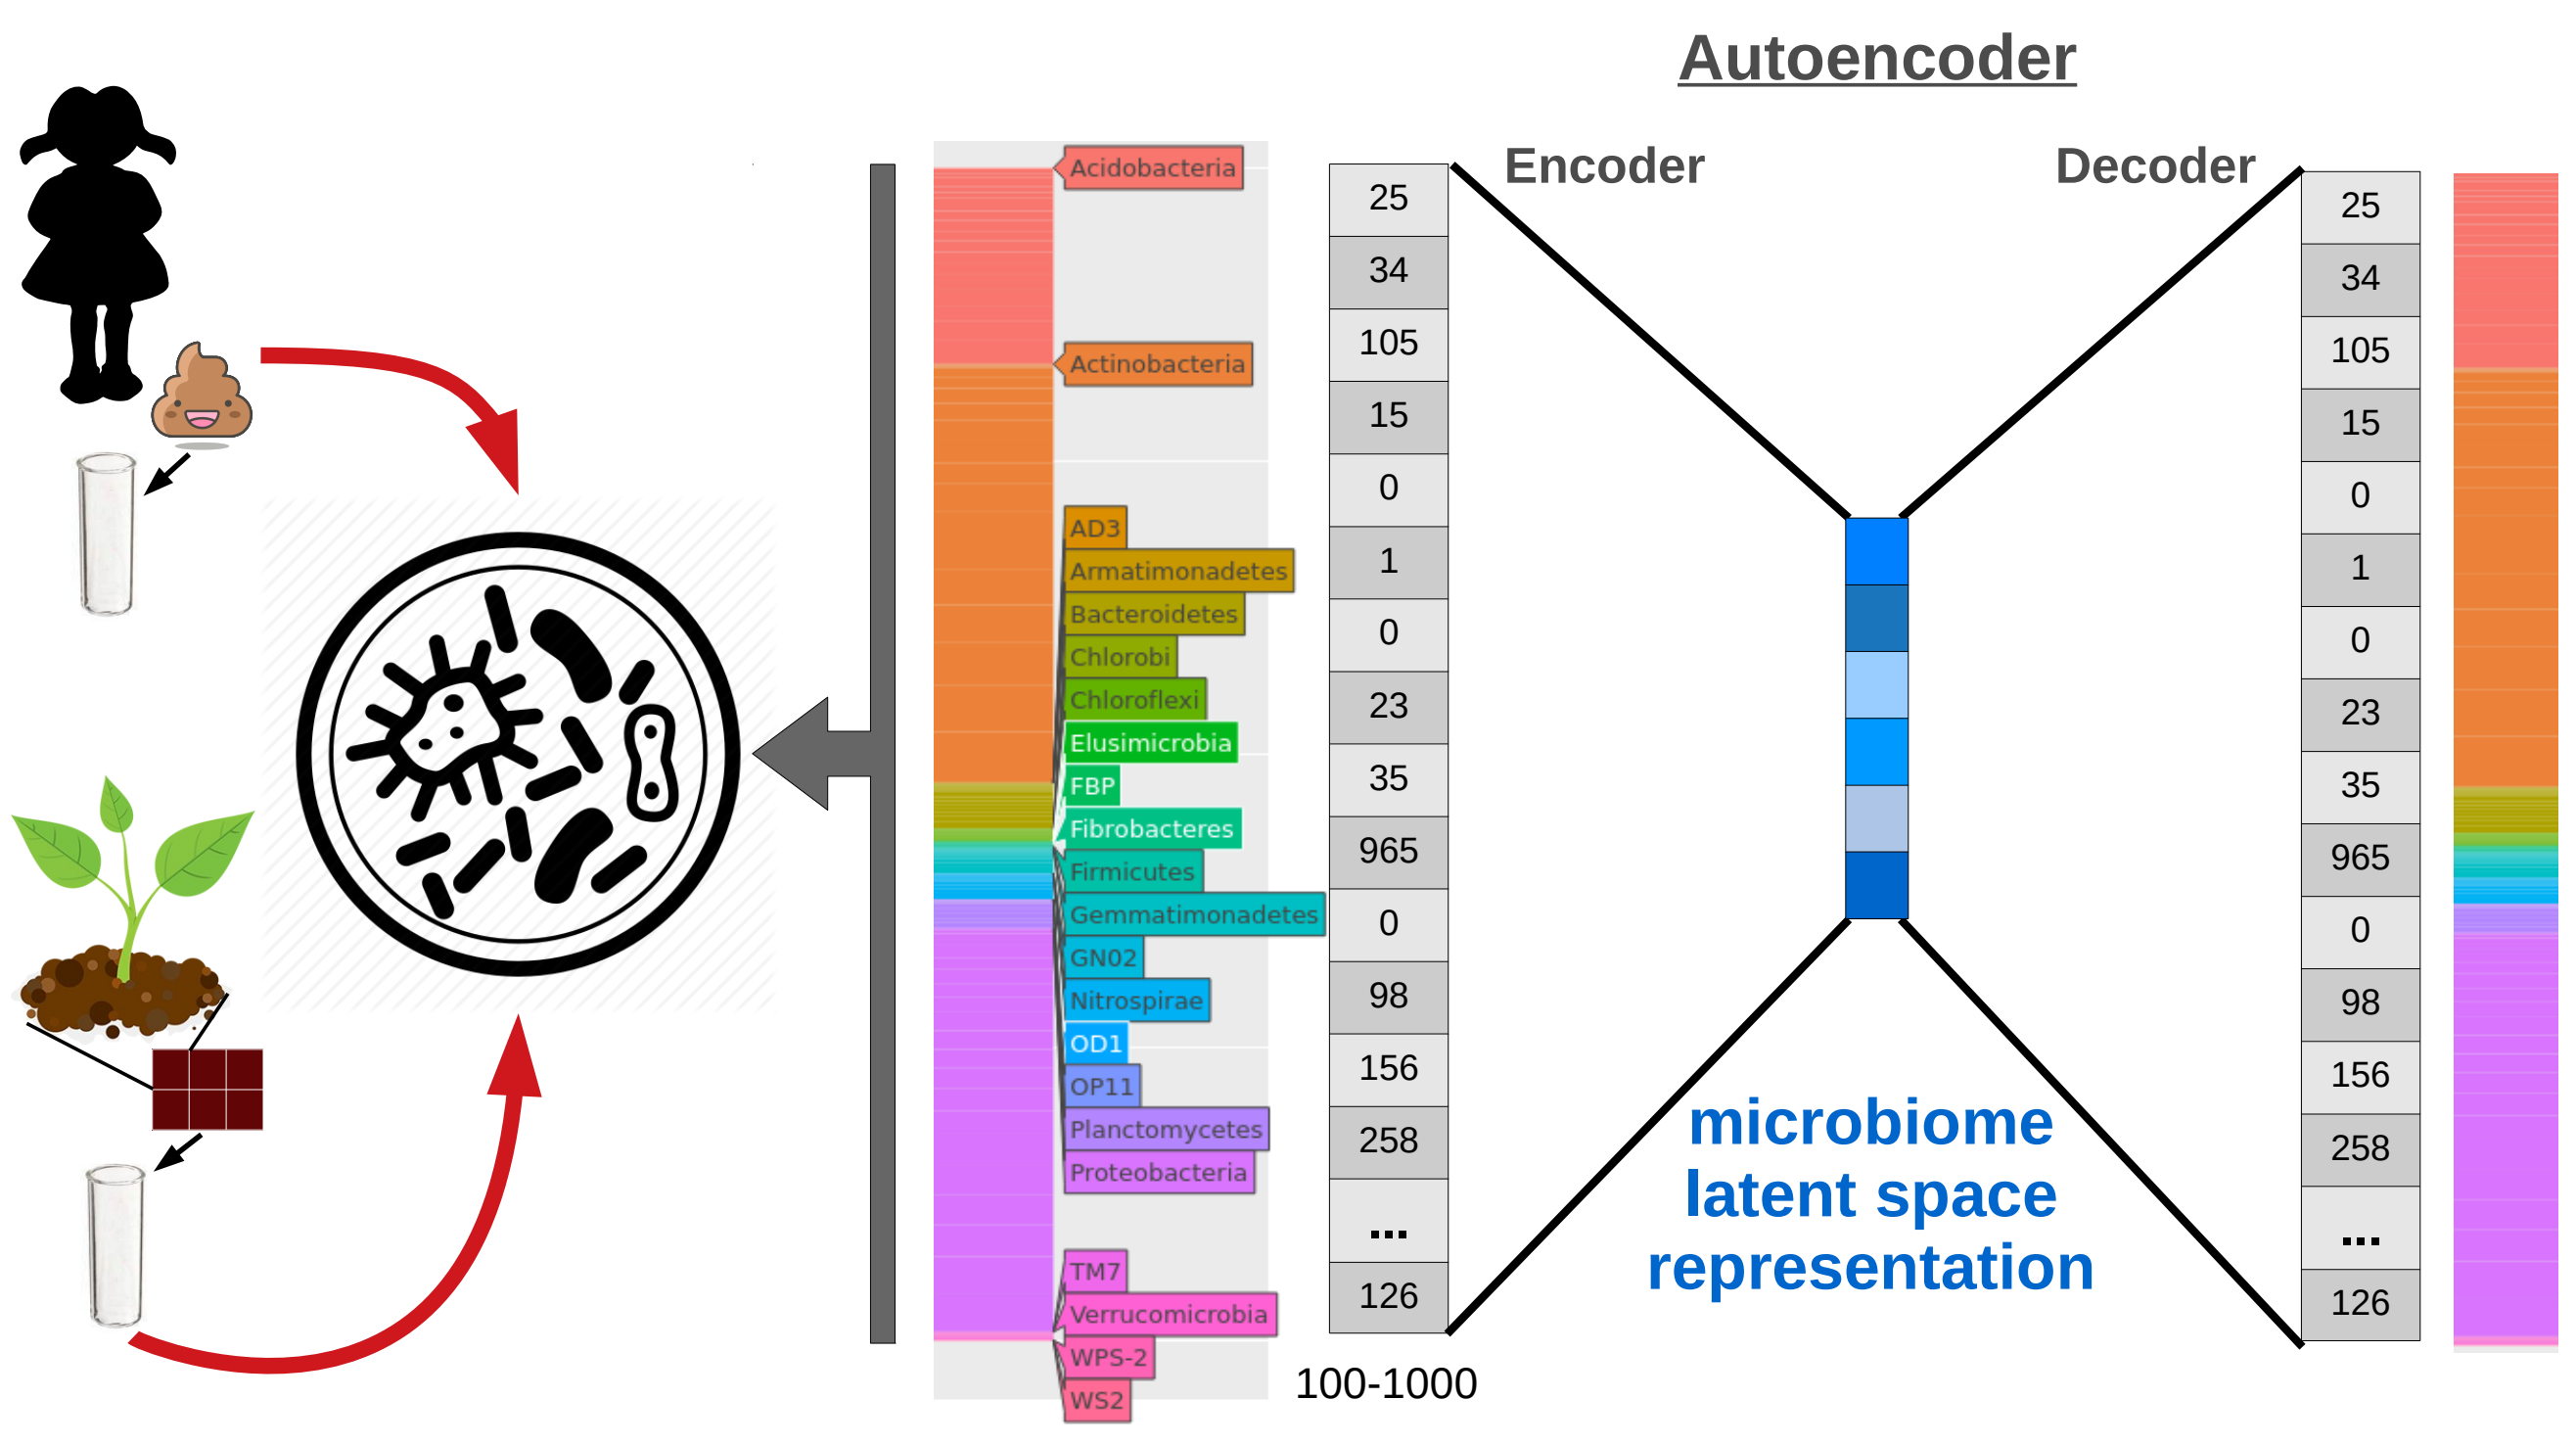 Autoencoder
Encoder
Decoder
Acidobacteria
Actinobacteria
AD3
Armatimonadetes
Bacteroidetes
Chlorobi
Chloroflexi
Elusimicrobia
FBP
Fibrobacteres
Firmicutes
Gemmatimonadetes
GN02
Nitrospirae
OD1
OP11
Planctomycetes
Proteobacteria
TM7
Verrucomicrobia
WPS-2
WS2
25
34
105
15
0
1
0
23
35
965
0
98
156
258
...
126
100-1000
microbiome
latent space
representation
25
34
105
15
0
1
0
23
35
965
0
98
156
258
...
126